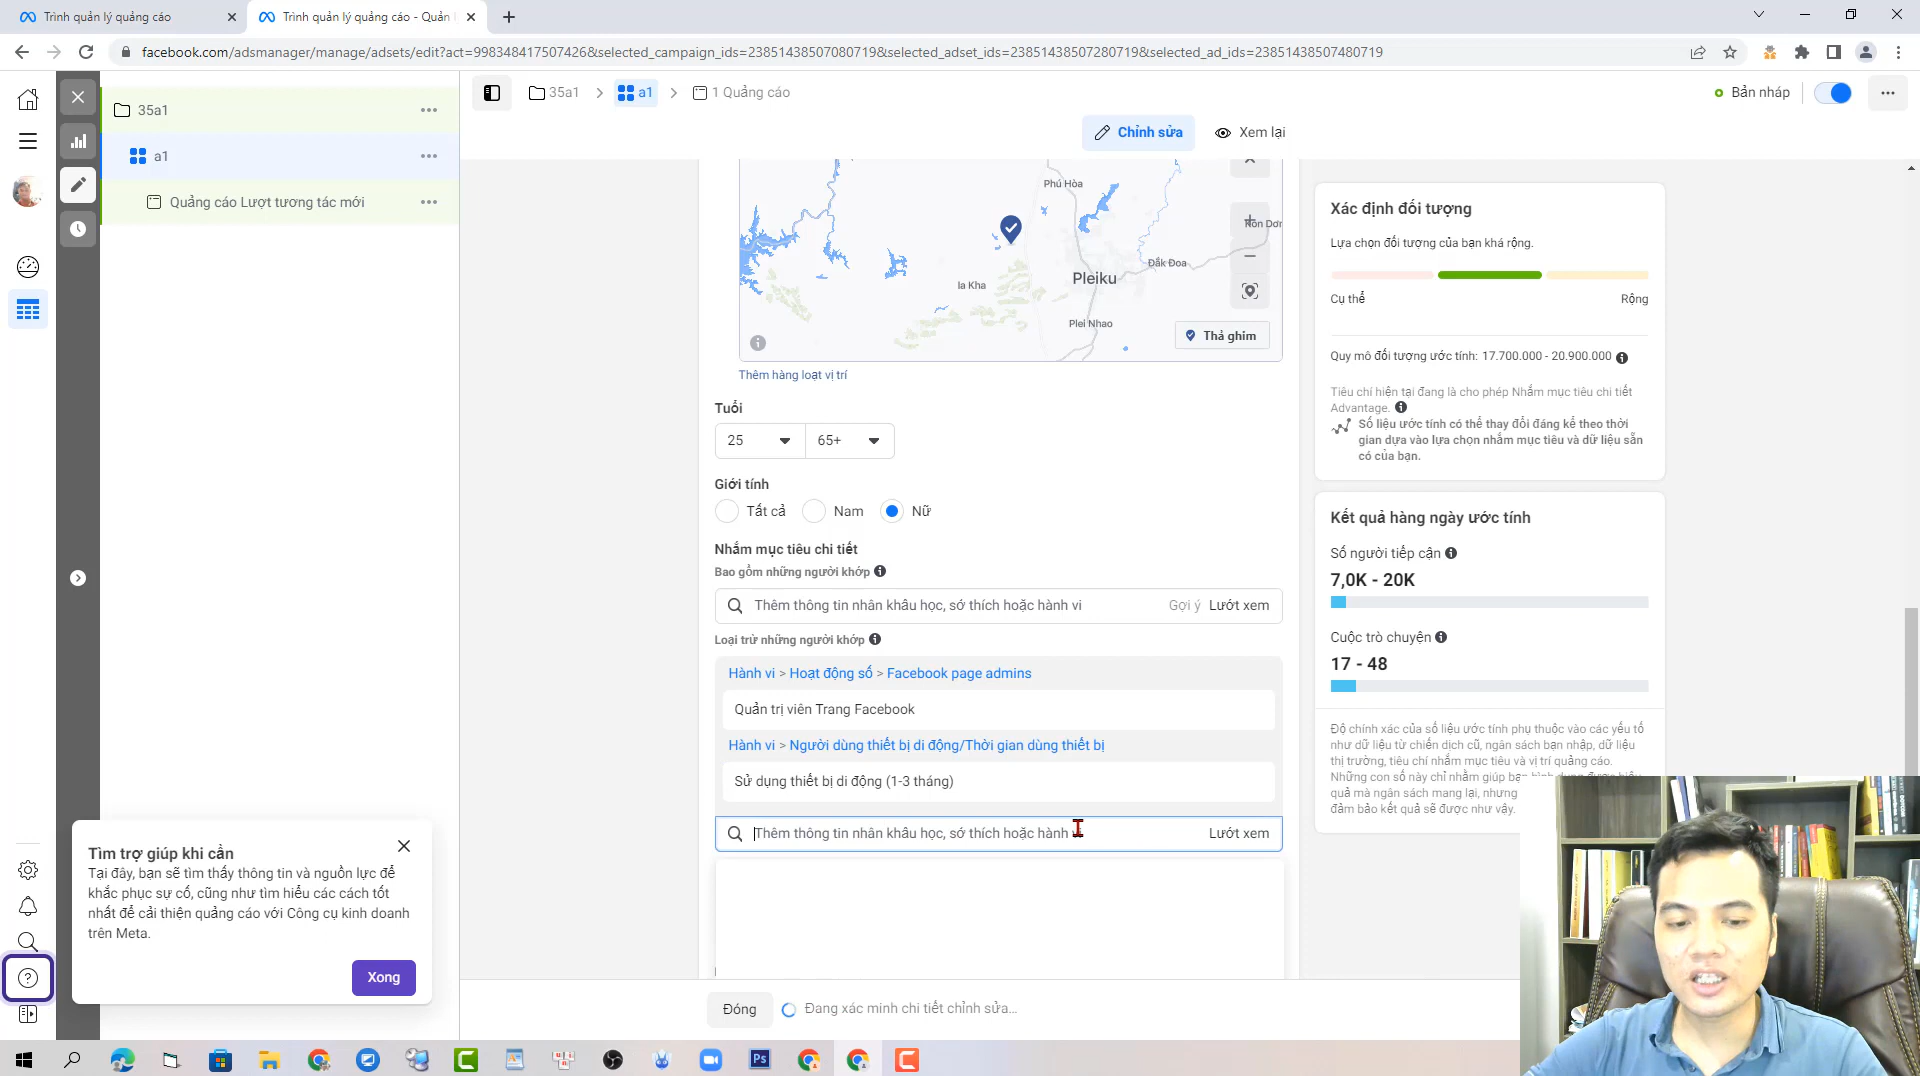 Trình quản lý quảng cáo
Trình quản lý quảng cáo - Quản l
facebook.com/adsmanager/manage/adsets/edit?act=998348417507426&selected_campaign_ids=23851438507080719&selected_adset_ids=23851438507280719&selected_ad_ids=23851438507480719
35a1
a1
Quảng cáo Lượt tương tác mới
35a1
a1
1 Quảng cáo
Bản nháp
Chỉnh sửa
Xem lại
Phú Hòa
Kon Dơn
Đắk Đoa
Pleiku
Ia Kha
Plei Nhao
Thả ghim
Thêm hàng loạt vị trí
Tuổi
25
65+
Giới tính
Tất cả
Nam
Nữ
Nhắm mục tiêu chi tiết
Bao gồm những người khớp
Thêm thông tin nhân khẩu học, sở thích hoặc hành vi
Gợi ý
Lướt xem
Loại trừ những người khớp
Hành vi > Hoạt động số > Facebook page admins
Quản trị viên Trang Facebook
Hành vi > Người dùng thiết bị di động/Thời gian dùng thiết bị
Sử dụng thiết bị di động (1-3 tháng)
Thêm thông tin nhân khẩu học, sở thích hoặc hành
Lướt xem
Đóng
Đang xác minh chi tiết chỉnh sửa...
Xác định đối tượng
Lựa chọn đối tượng của bạn khá rộng.
Cụ thể
Rộng
Quy mô đối tượng ước tính: 17.700.000 - 20.900.000
Tiêu chí hiện tại đang là cho phép Nhắm mục tiêu chi tiết
Advantage.
Số liệu ước tính có thể thay đổi đáng kể theo thời
gian dựa vào lựa chọn nhắm mục tiêu và dữ liệu sẵn
có của bạn.
Kết quả hàng ngày ước tính
Số người tiếp cận
7,0K - 20K
Cuộc trò chuyện
17 - 48
Độ chính xác của số liệu ước tính phụ thuộc vào các yếu tố
như dữ liệu từ chiến dịch cũ, ngân sách bạn nhập, dữ liệu
thị trường, tiêu chí nhắm mục tiêu và vị trí quảng cáo.
Những con số này chỉ nhằm giúp bạn hình dung được hiệu
quả mà ngân sách mang lại, nhưng
đảm bảo kết quả sẽ được như vậy.
Tìm trợ giúp khi cần
Tại đây, bạn sẽ tìm thấy thông tin và nguồn lực để
khắc phục sự cố, cũng như tìm hiểu các cách tốt
nhất để cải thiện quảng cáo với Công cụ kinh doanh
trên Meta.
Xong
Ps